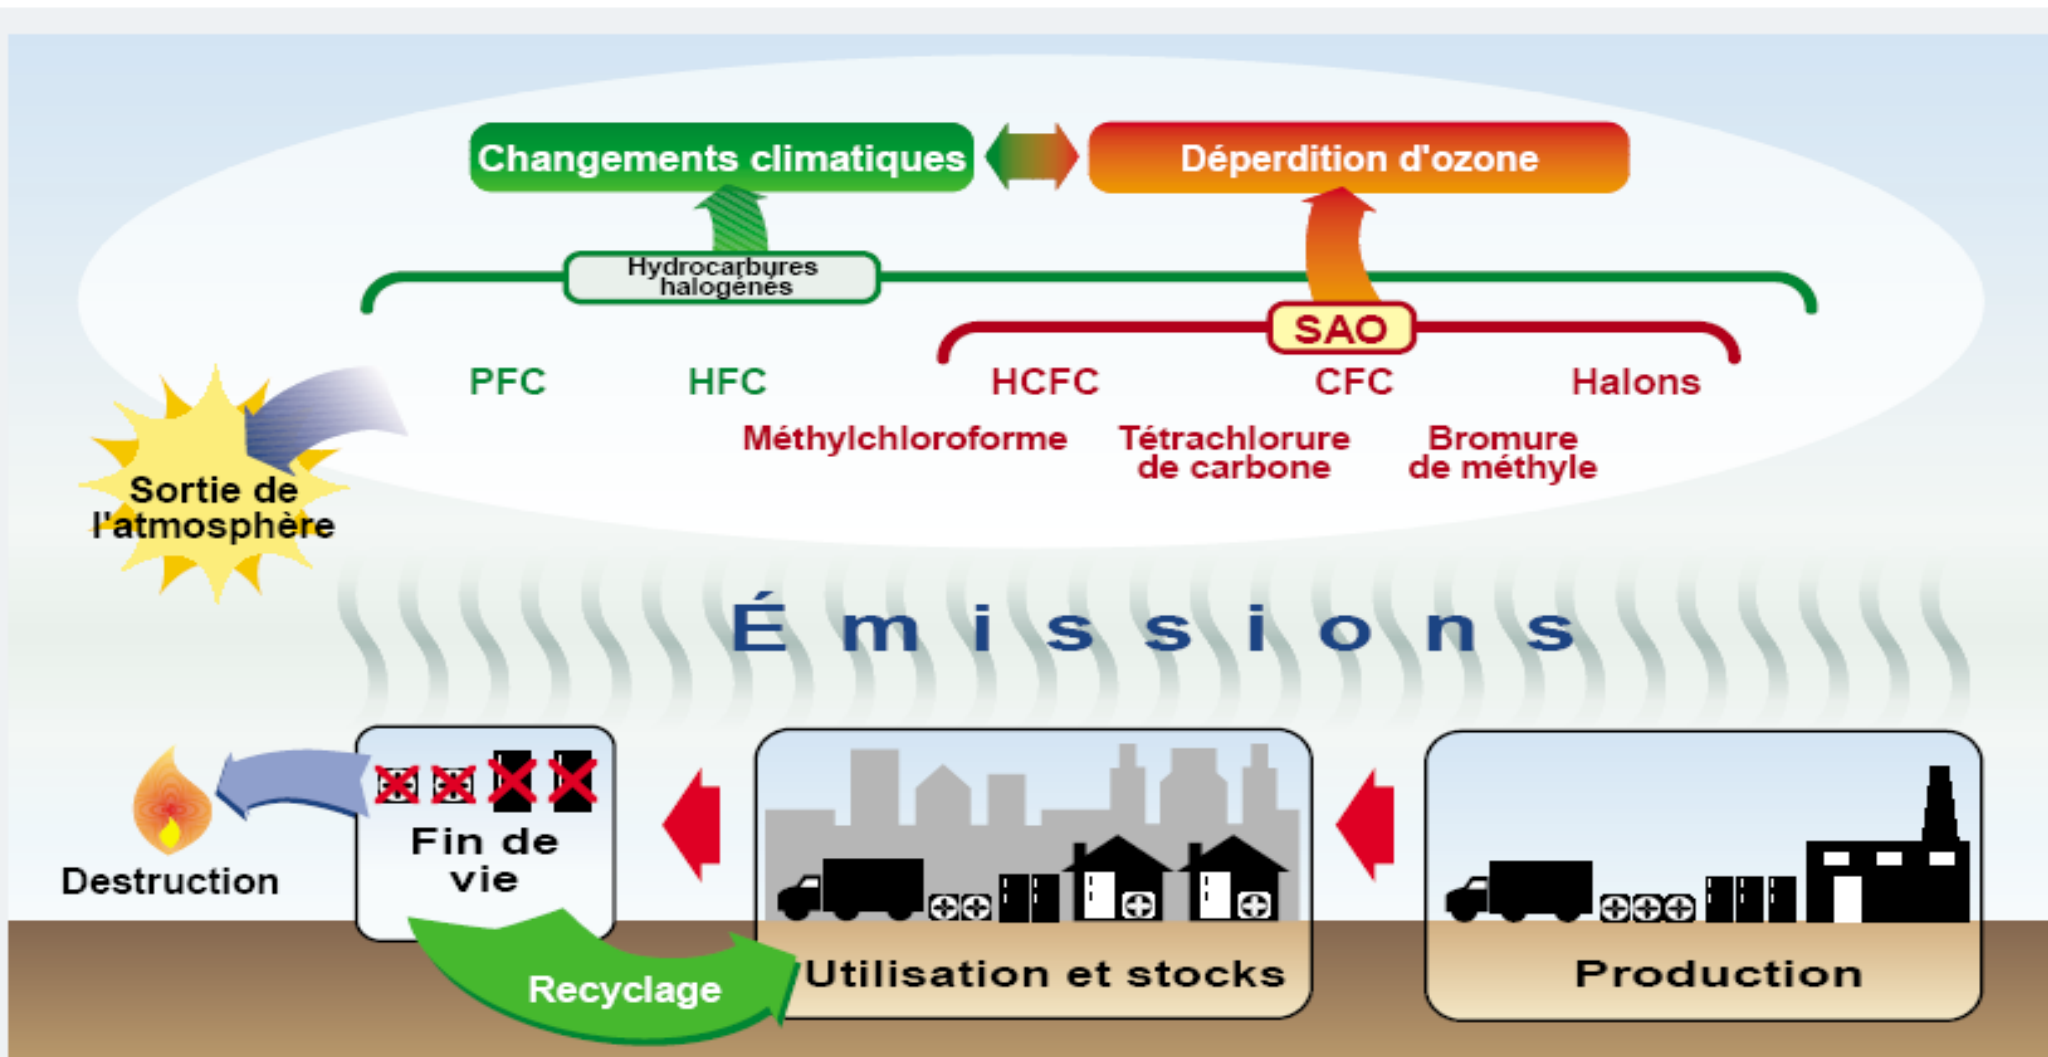 Changements climatiques
Déperdition d'ozone
Hydrocarbures
halogénés
SAO
PFC
HFC
HCFC
CFC
Halons
Méthylchloroforme
Tétrachlorure
de carbone
Bromure
de méthyle
Sortie de
l'atmosphère
Émissions
Destruction
Fin de
vie
Recyclage
Utilisation et stocks
Production